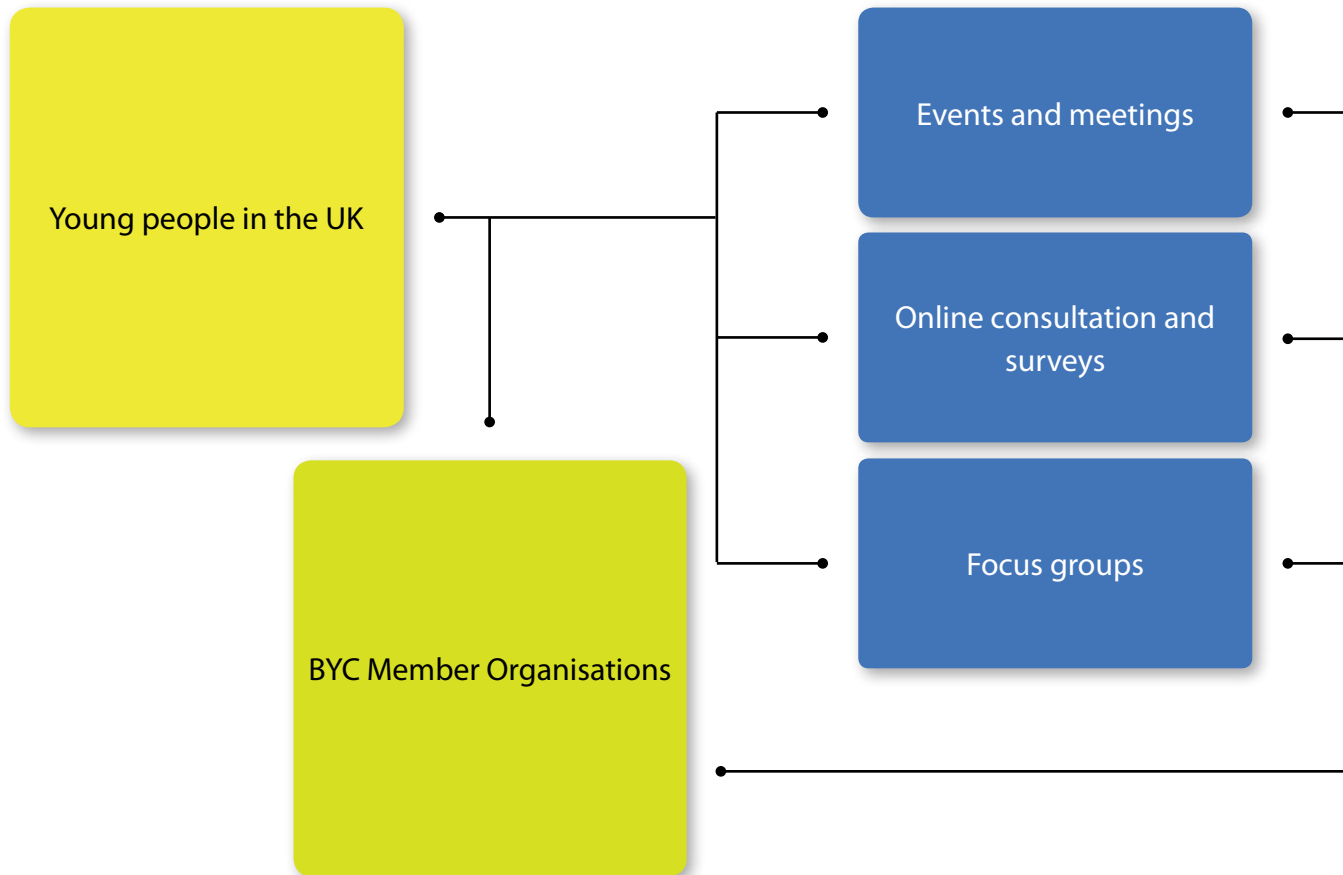 Young people in the UK
Events and meetings
Online consultation and
surveys
Focus groups
BYC Member Organisations